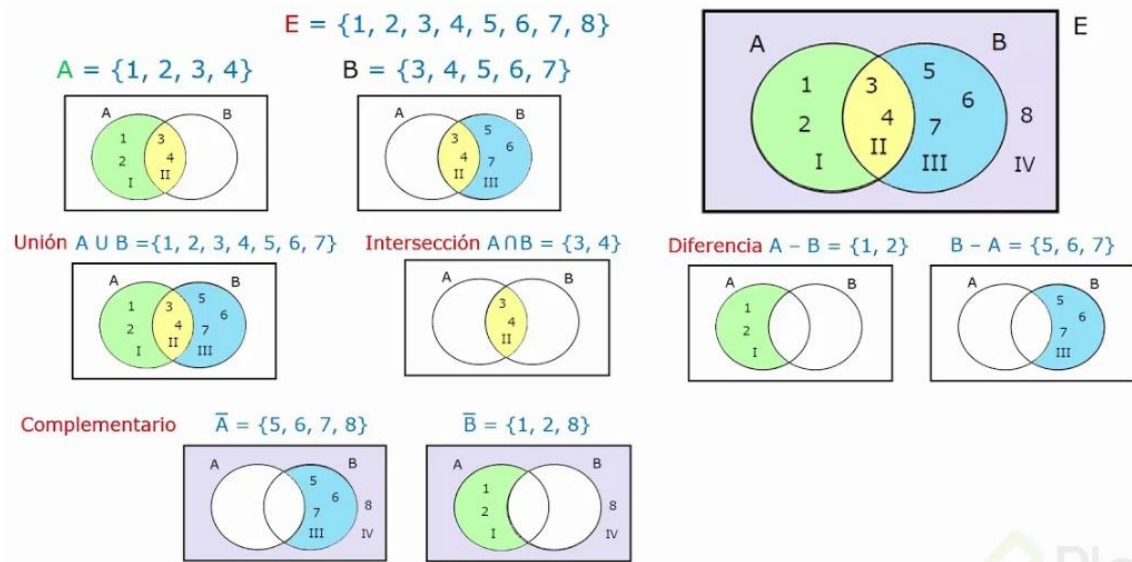 E = {1, 2, 3, 4, 5, 6, 7, 8}
A = {1, 2, 3, 4}
A B
1 3
2 4
I II
B = {3, 4, 5, 6, 7}
A B
3 5
4 6
7
II III
A B E
1 3 5
6
2 4 7 8
I II III IV
Unión A U B ={1, 2, 3, 4, 5, 6, 7}
A B
1 3 5
6
2 4 7
I II III
Intersección A∩B = {3, 4}
A B
3
4
II
Diferencia A – B = {1, 2}
A B
1
2
I
B – A = {5, 6, 7}
A B
5
6
7
III
Complementario
A̅ = {5, 6, 7, 8}
A B
5
6
7 8
III IV
B̅ = {1, 2, 8}
A B
1
2 8
I IV